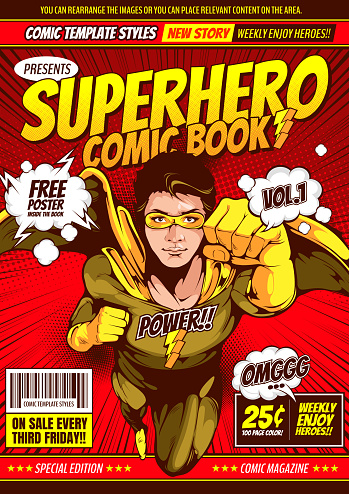 YOU CAN REARRANGE THE IMAGES OR YOU CAN PLACE RELEVANT CONTENT ON THE AREA.
COMIC TEMPLATE STYLES NEW STORY WEEKLY ENJOY HEROES!!
PRESENTS
SUPERHERO
COMIC BOOK
FREE
POSTER
INSIDE THE BOOK
VOL.1
POWER!!
OMGGG
...
COMIC TEMPLATE STYLES
ON SALE EVERY
THIRD FRIDAY!!
25¢
100 PAGE COLOR!
WEEKLY
ENJOY
HEROES!!
SPECIAL EDITION
COMIC MAGAZINE